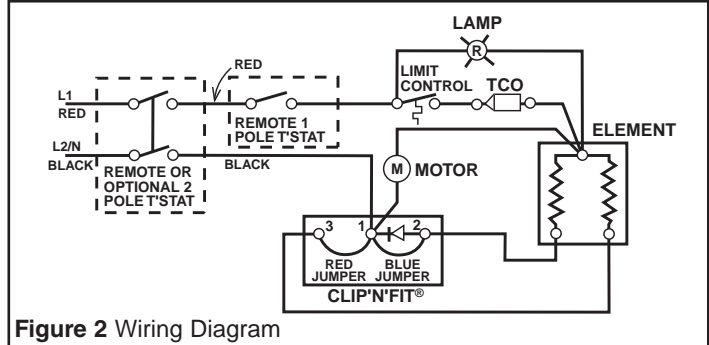 LAMP
R
RED
LIMIT
CONTROL
TCO
L1
RED
REMOTE 1
POLE T'STAT
ELEMENT
L2/N
BLACK
REMOTE OR
OPTIONAL 2
POLE T'STAT
BLACK
M
MOTOR
3 1 2
RED
JUMPER
BLUE
JUMPER
CLIP'N'FIT®
Figure 2 Wiring Diagram